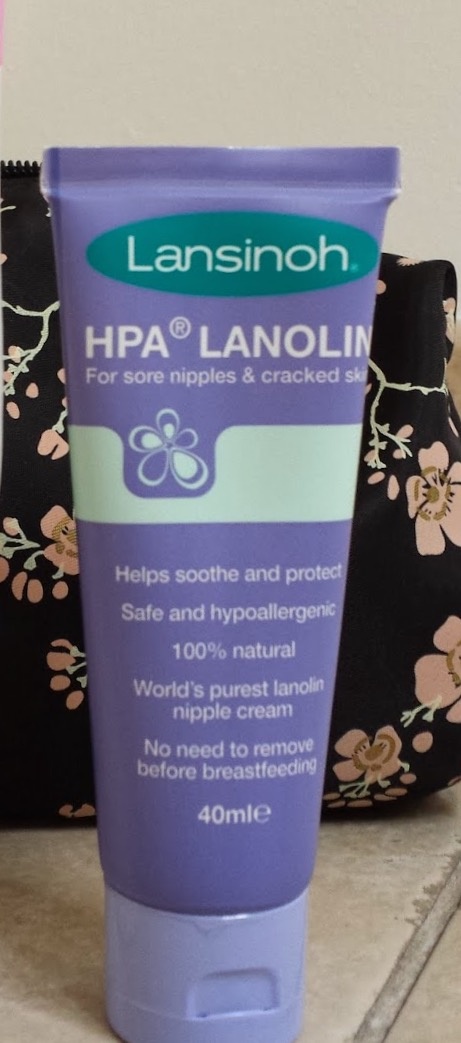 Lansinoh®
HPA® LANOLIN
For sore nipples & cracked ski
Helps soothe and protect
Safe and hypoallergenic
100% natural
World's purest lanolin
nipple cream
No need to remove
before breastfeeding
40ml℮